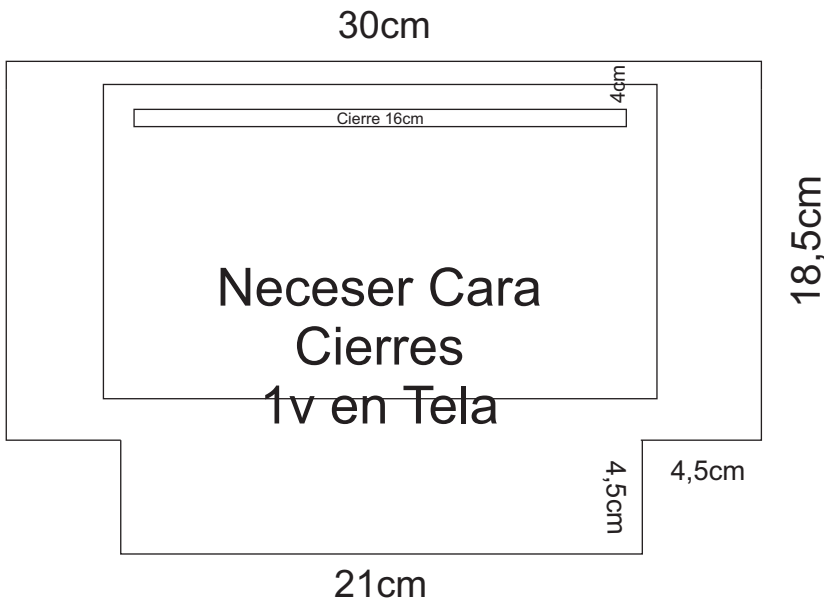 30cm
4cm
Cierre 16cm
18,5cm
Neceser Cara
Cierres
1v en Tela
4,5cm
4,5cm
21cm